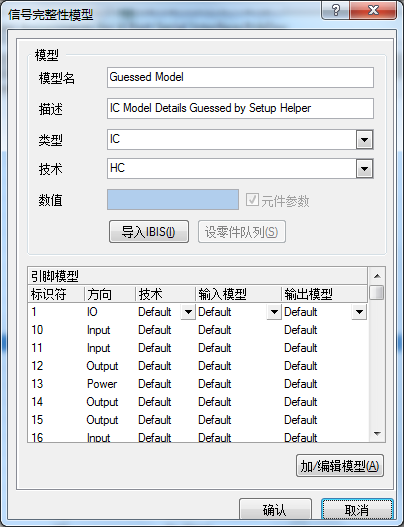 信号完整性模型
模型
模型名 Guessed Model
描述 IC Model Details Guessed by Setup Helper
类型 IC
技术 HC
数值 元件参数
导入IBIS(I) 设零件队列(S)
引脚模型
标识符 方向 技术 输入模型 输出模型
1 IO Default Default Default
10 Input Default Default Default
11 Input Default Default Default
12 Output Default Default Default
13 Power Default Default Default
14 Output Default Default Default
15 Output Default Default Default
16 Input Default Default Default
加/编辑模型(A)
确认 取消